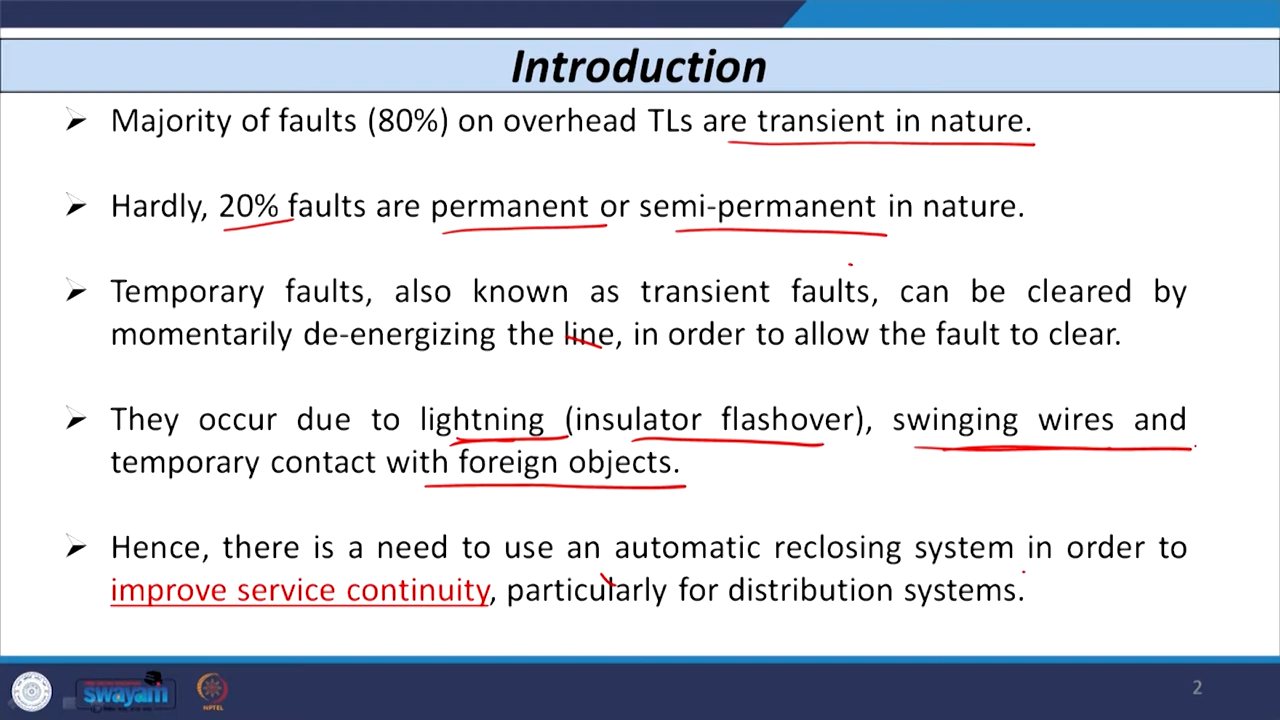 Introduction
➢ Majority of faults (80%) on overhead TLs are transient in nature.
➢ Hardly, 20% faults are permanent or semi-permanent in nature.
➢ Temporary faults, also known as transient faults, can be cleared by
momentarily de-energizing the line, in order to allow the fault to clear.
➢ They occur due to lightning (insulator flashover), swinging wires and
temporary contact with foreign objects.
➢ Hence, there is a need to use an automatic reclosing system in order to
improve service continuity, particularly for distribution systems.
swayam
NPTEL
2